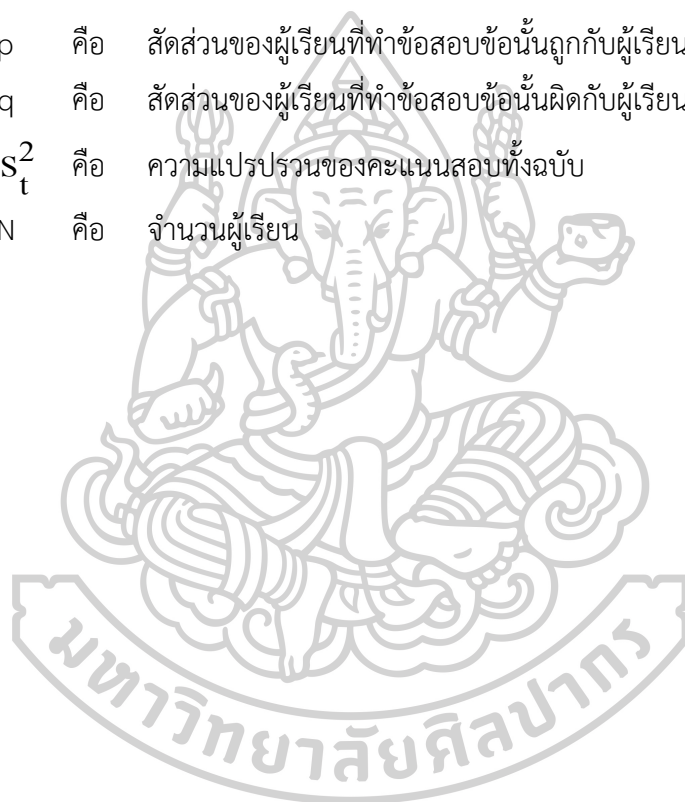 p คือ สัดส่วนของผู้เรียนที่ทำข้อสอบข้อนั้นถูกกับผู้เรียน
q คือ สัดส่วนของผู้เรียนที่ทำข้อสอบข้อนั้นผิดกับผู้เรียน
S²ₜ คือ ความแปรปรวนของคะแนนสอบทั้งฉบับ
N คือ จำนวนผู้เรียน
มหาวิทยาลัยศิลปากร